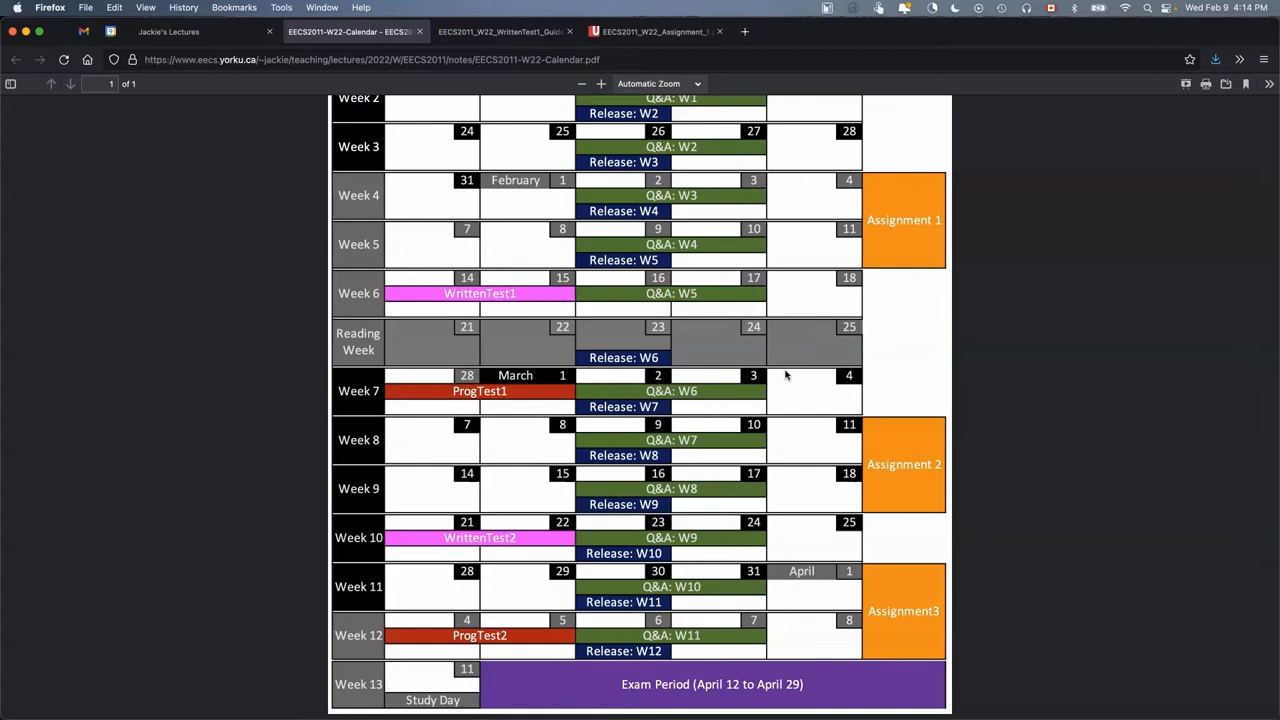 Firefox File Edit View History Bookmarks Tools Window Help Wed Feb 9 4:14 PM
Jackie's Lectures EECS2011-W22-Calendar - EECS20 EECS2011_W22_WrittenTest1_Guid EECS2011_W22_Assignment_1.
https://www.eecs.yorku.ca/~jackie/teaching/lectures/2022/W/EECS2011/notes/EECS2011-W22-Calendar.pdf
1 of 1 Automatic Zoom
Week 2 Q&A: W1
Release: W2
24 25 26 27 28
Week 3 Q&A: W2
Release: W3
31 February 1 2 3 4
Week 4 Q&A: W3
Release: W4
Assignment 1
7 8 9 10 11
Week 5 Q&A: W4
Release: W5
14 15 16 17 18
Week 6 WrittenTest1 Q&A: W5
21 22 23 24 25
Reading
Week
Release: W6
28 March 1 2 3 4
Week 7 ProgTest1 Q&A: W6
Release: W7
7 8 9 10 11
Week 8 Q&A: W7
Release: W8
Assignment 2
14 15 16 17 18
Week 9 Q&A: W8
Release: W9
21 22 23 24 25
Week 10 WrittenTest2 Q&A: W9
Release: W10
28 29 30 31 April 1
Week 11 Q&A: W10
Release: W11
Assignment3
4 5 6 7 8
Week 12 ProgTest2 Q&A: W11
Release: W12
11
Week 13 Exam Period (April 12 to April 29)
Study Day